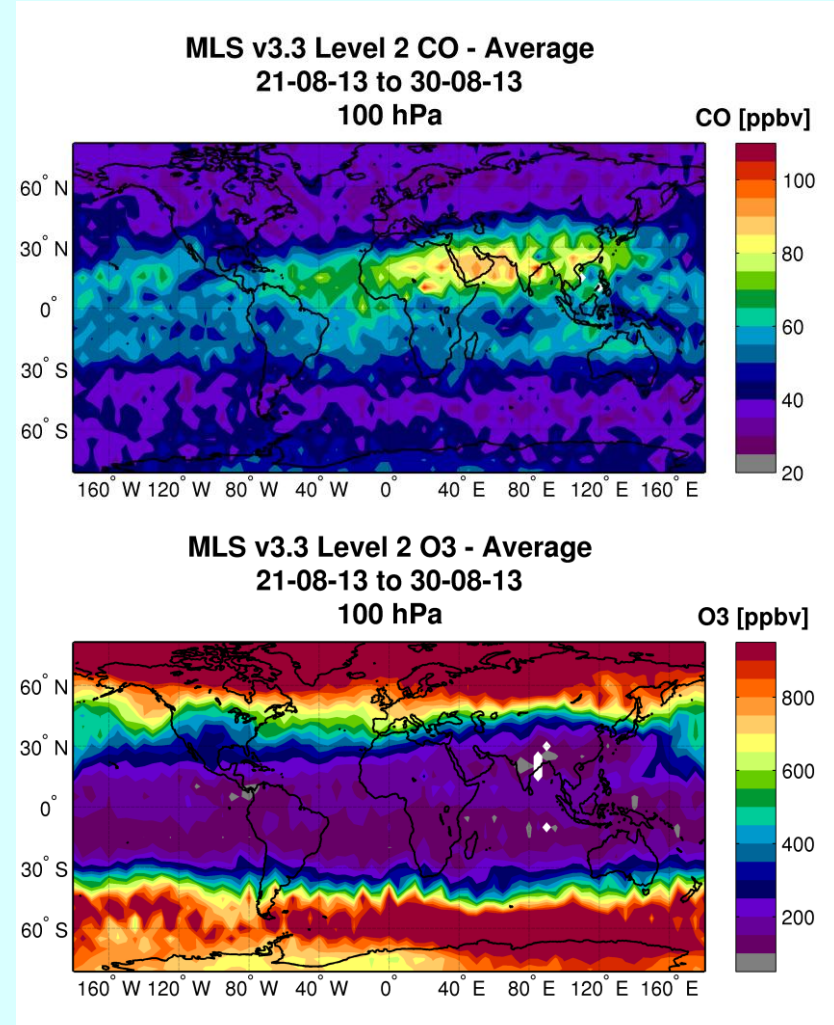 MLS v3.3 Level 2 CO - Average
21-08-13 to 30-08-13
100 hPa
CO [ppbv]
60° N
30° N
0°
30° S
60° S
160° W 120° W 80° W 40° W 0° 40° E 80° E 120° E 160° E
100
80
60
40
20
MLS v3.3 Level 2 O3 - Average
21-08-13 to 30-08-13
100 hPa
O3 [ppbv]
60° N
30° N
0°
30° S
60° S
160° W 120° W 80° W 40° W 0° 40° E 80° E 120° E 160° E
800
600
400
200